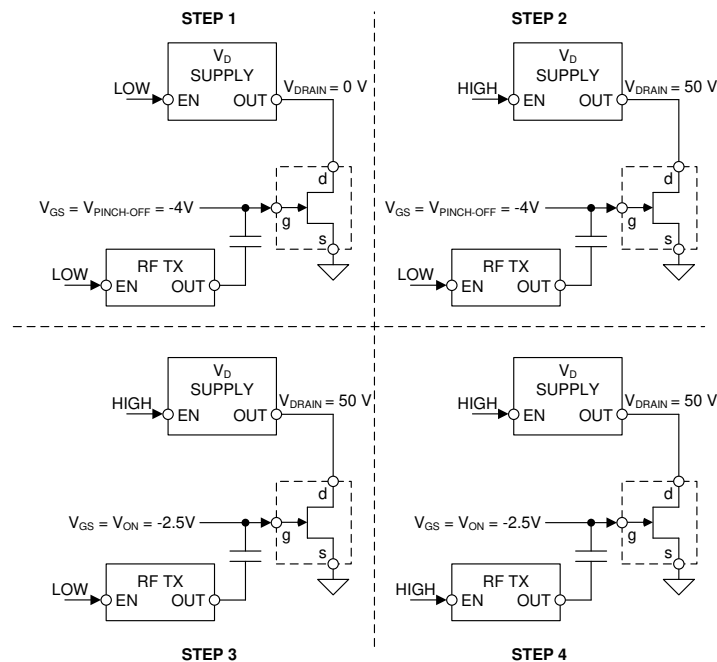 STEP 1
V_D
SUPPLY
LOW
EN
OUT
V_DRAIN = 0 V
d
V_GS = V_PINCH-OFF = -4V
g
s
RF TX
LOW
EN
OUT
STEP 2
V_D
SUPPLY
HIGH
EN
OUT
V_DRAIN = 50 V
d
V_GS = V_PINCH-OFF = -4V
g
s
RF TX
LOW
EN
OUT
V_D
SUPPLY
HIGH
EN
OUT
V_DRAIN = 50 V
d
V_GS = V_ON = -2.5V
g
s
RF TX
LOW
EN
OUT
STEP 3
V_D
SUPPLY
HIGH
EN
OUT
V_DRAIN = 50 V
d
V_GS = V_ON = -2.5V
g
s
RF TX
HIGH
EN
OUT
STEP 4